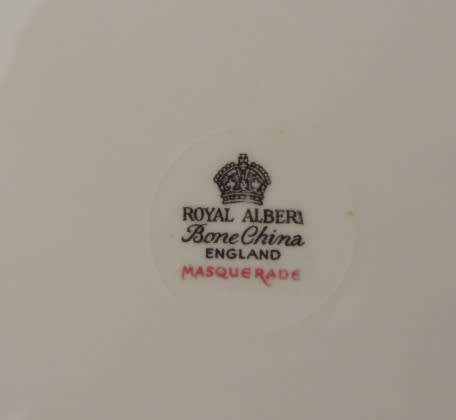 ROYAL ALBERT
Bone China
ENGLAND
MASQUERADE